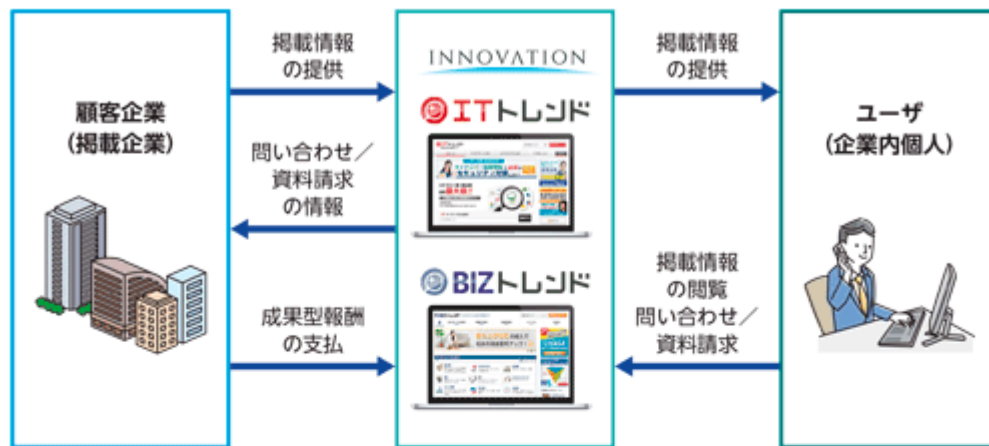 顧客企業
(掲載企業)
掲載情報
の提供
問い合わせ／
資料請求
の情報
成果型報酬
の支払
INNOVATION
ITトレンド
BIZトレンド
掲載情報
の提供
掲載情報
の閲覧
問い合わせ／
資料請求
ユーザ
(企業内個人)